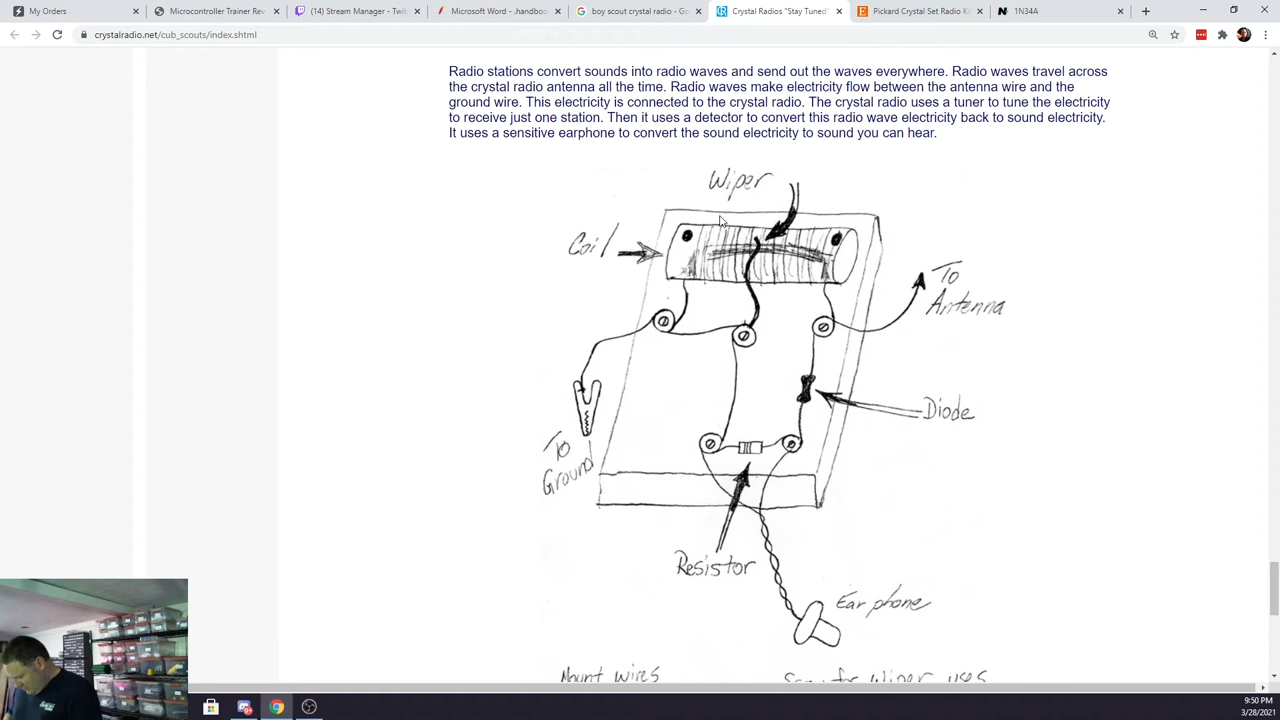 My Orders
Microcontroller Trainer Rev
(14) Stream Manager - Twitc
Microsoft Word - .handboo
boy scout crystal radio - Go
Crystal Radios "Stay Tuned"
Pickard Crystal Set Radio Ki
1N34A
crystalradio.net/cub_scouts/index.shtml
Radio stations convert sounds into radio waves and send out the waves everywhere. Radio waves travel across
the crystal radio antenna all the time. Radio waves make electricity flow between the antenna wire and the
ground wire. This electricity is connected to the crystal radio. The crystal radio uses a tuner to tune the electricity
to receive just one station. Then it uses a detector to convert this radio wave electricity back to sound electricity.
It uses a sensitive earphone to convert the sound electricity to sound you can hear.
Wiper
Coil
To
Antenna
Diode
To
Ground
Resistor
Ear phone
Mount wires
for Wiper uses
9:50 PM
3/28/2021